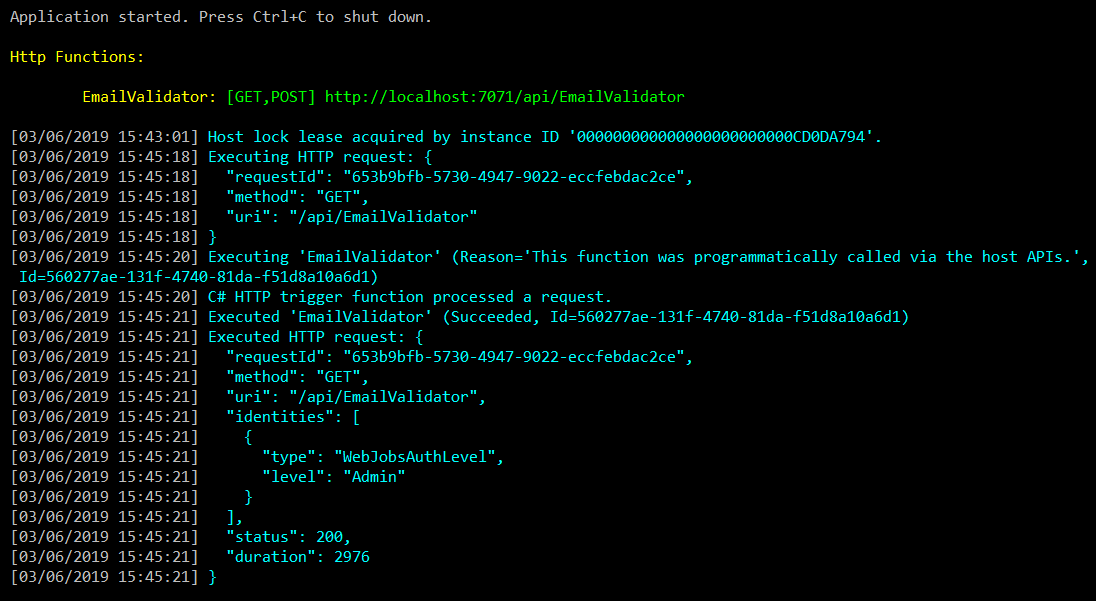 Application started. Press Ctrl+C to shut down.
Http Functions:
EmailValidator: [GET,POST] http://localhost:7071/api/EmailValidator
[03/06/2019 15:43:01] Host lock lease acquired by instance ID '000000000000000000000000CD0DA794'.
[03/06/2019 15:45:18] Executing HTTP request: {
[03/06/2019 15:45:18]   "requestId": "653b9bfb-5730-4947-9022-eccfebdac2ce",
[03/06/2019 15:45:18]   "method": "GET",
[03/06/2019 15:45:18]   "uri": "/api/EmailValidator"
[03/06/2019 15:45:18] }
[03/06/2019 15:45:20] Executing 'EmailValidator' (Reason='This function was programmatically called via the host APIs.',
 Id=560277ae-131f-4740-81da-f51d8a10a6d1)
[03/06/2019 15:45:20] C# HTTP trigger function processed a request.
[03/06/2019 15:45:21] Executed 'EmailValidator' (Succeeded, Id=560277ae-131f-4740-81da-f51d8a10a6d1)
[03/06/2019 15:45:21] Executed HTTP request: {
[03/06/2019 15:45:21]   "requestId": "653b9bfb-5730-4947-9022-eccfebdac2ce",
[03/06/2019 15:45:21]   "method": "GET",
[03/06/2019 15:45:21]   "uri": "/api/EmailValidator",
[03/06/2019 15:45:21]   "identities": [
[03/06/2019 15:45:21]     {
[03/06/2019 15:45:21]       "type": "WebJobsAuthLevel",
[03/06/2019 15:45:21]       "level": "Admin"
[03/06/2019 15:45:21]     }
[03/06/2019 15:45:21]   ],
[03/06/2019 15:45:21]   "status": 200,
[03/06/2019 15:45:21]   "duration": 2976
[03/06/2019 15:45:21] }